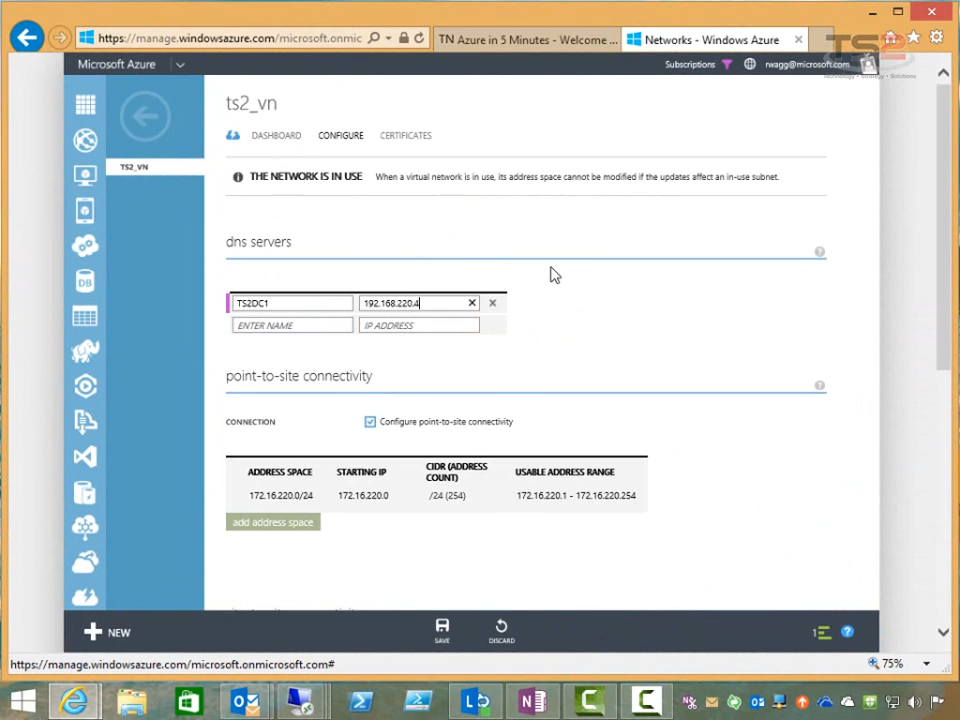 https://manage.windowsazure.com/microsoft.onmic
TN Azure in 5 Minutes - Welcome ...
Networks - Windows Azure
TS2
Technology • Strategy • Solutions
Microsoft Azure
Subscriptions
rwagg@microsoft.com
ts2_vn
DASHBOARD
CONFIGURE
CERTIFICATES
TS2_VN
THE NETWORK IS IN USE
When a virtual network is in use, its address space cannot be modified if the updates affect an in-use subnet.
dns servers
TS2DC1
192.168.220.4
ENTER NAME
IP ADDRESS
DB
point-to-site connectivity
CONNECTION
Configure point-to-site connectivity
ADDRESS SPACE
STARTING IP
CIDR (ADDRESS COUNT)
USABLE ADDRESS RANGE
172.16.220.0/24
172.16.220.0
/24 (254)
172.16.220.1 - 172.16.220.254
add address space
NEW
SAVE
DISCARD
1
https://manage.windowsazure.com/microsoft.onmicrosoft.com#
75%